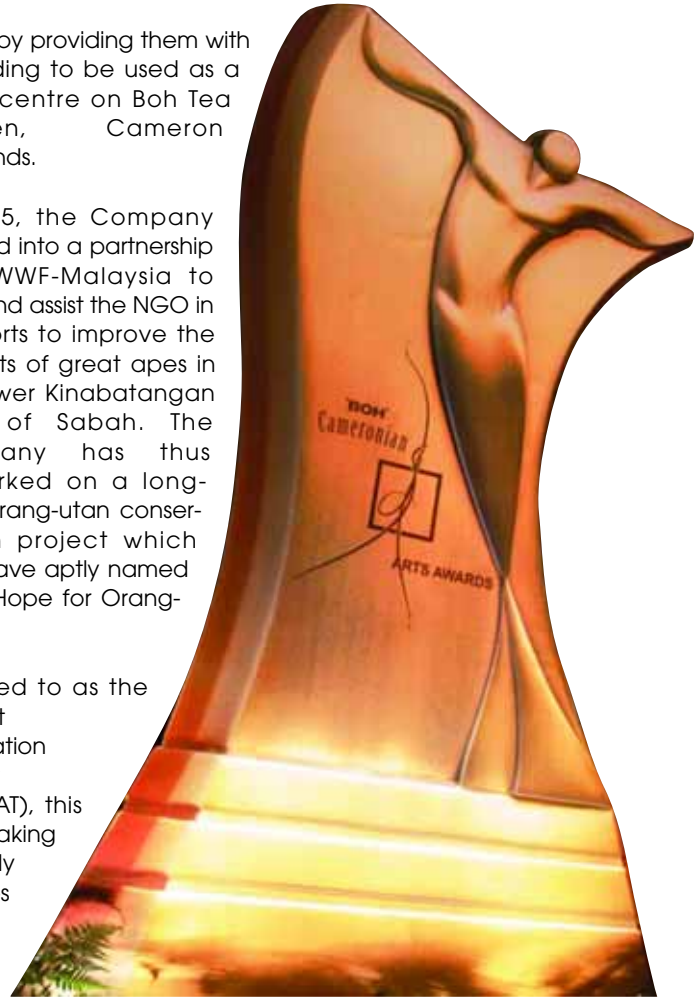 by providing them with
ding to be used as a
centre on Boh Tea
en, Cameron
nds.
5, the Company
d into a partnership
WWF-Malaysia to
nd assist the NGO in
orts to improve the
ts of great apes in
wer Kinabatangan
of Sabah. The
any has thus
rked on a long-
rang-utan conser-
n project which
ave aptly named
Hope for Orang-
ed to as the
t
ation
AT), this
aking
ly
s
'BOH'
Cameronian
ARTS AWARDS